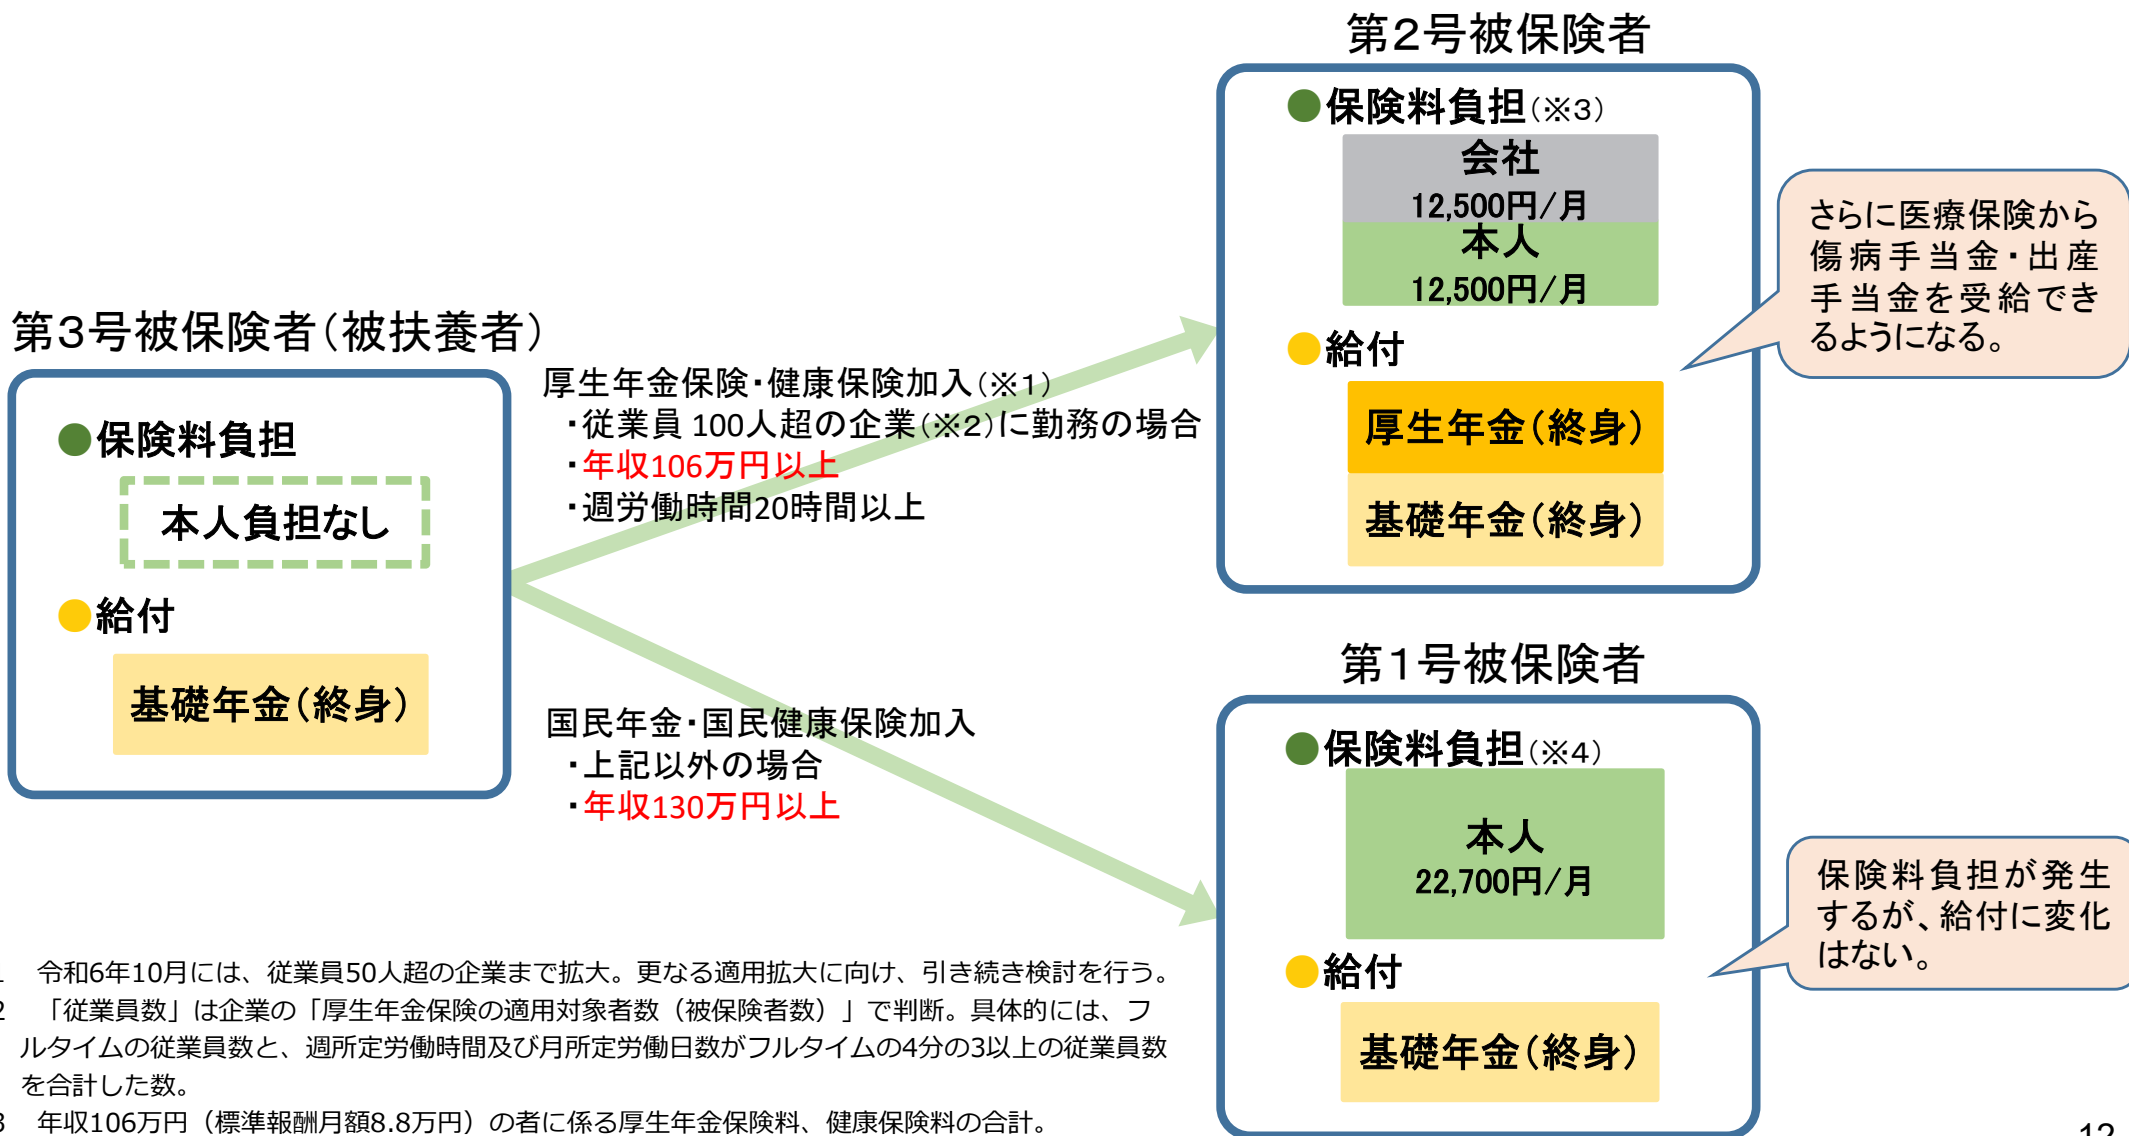 第2号被保険者
●保険料負担(※3)
会社
12,500円/月
本人
12,500円/月
●給付
厚生年金(終身)
基礎年金(終身)
さらに医療保険から
傷病手当金・出産
手当金を受給でき
るようになる。
第3号被保険者(被扶養者)
●保険料負担
本人負担なし
●給付
基礎年金(終身)
厚生年金保険・健康保険加入(※1)
・従業員 100人超の企業(※2)に勤務の場合
・年収106万円以上
・週労働時間20時間以上
国民年金・国民健康保険加入
・上記以外の場合
・年収130万円以上
第1号被保険者
●保険料負担(※4)
本人
22,700円/月
●給付
基礎年金(終身)
保険料負担が発生
するが、給付に変化
はない。
令和6年10月には、従業員50人超の企業まで拡大。更なる適用拡大に向け、引き続き検討を行う。
2 「従業員数」は企業の「厚生年金保険の適用対象者数（被保険者数）」で判断。具体的には、フ
ルタイムの従業員数と、週所定労働時間及び月所定労働日数がフルタイムの4分の3以上の従業員数
を合計した数。
3 年収106万円（標準報酬月額8.8万円）の者に係る厚生年金保険料、健康保険料の合計。
12